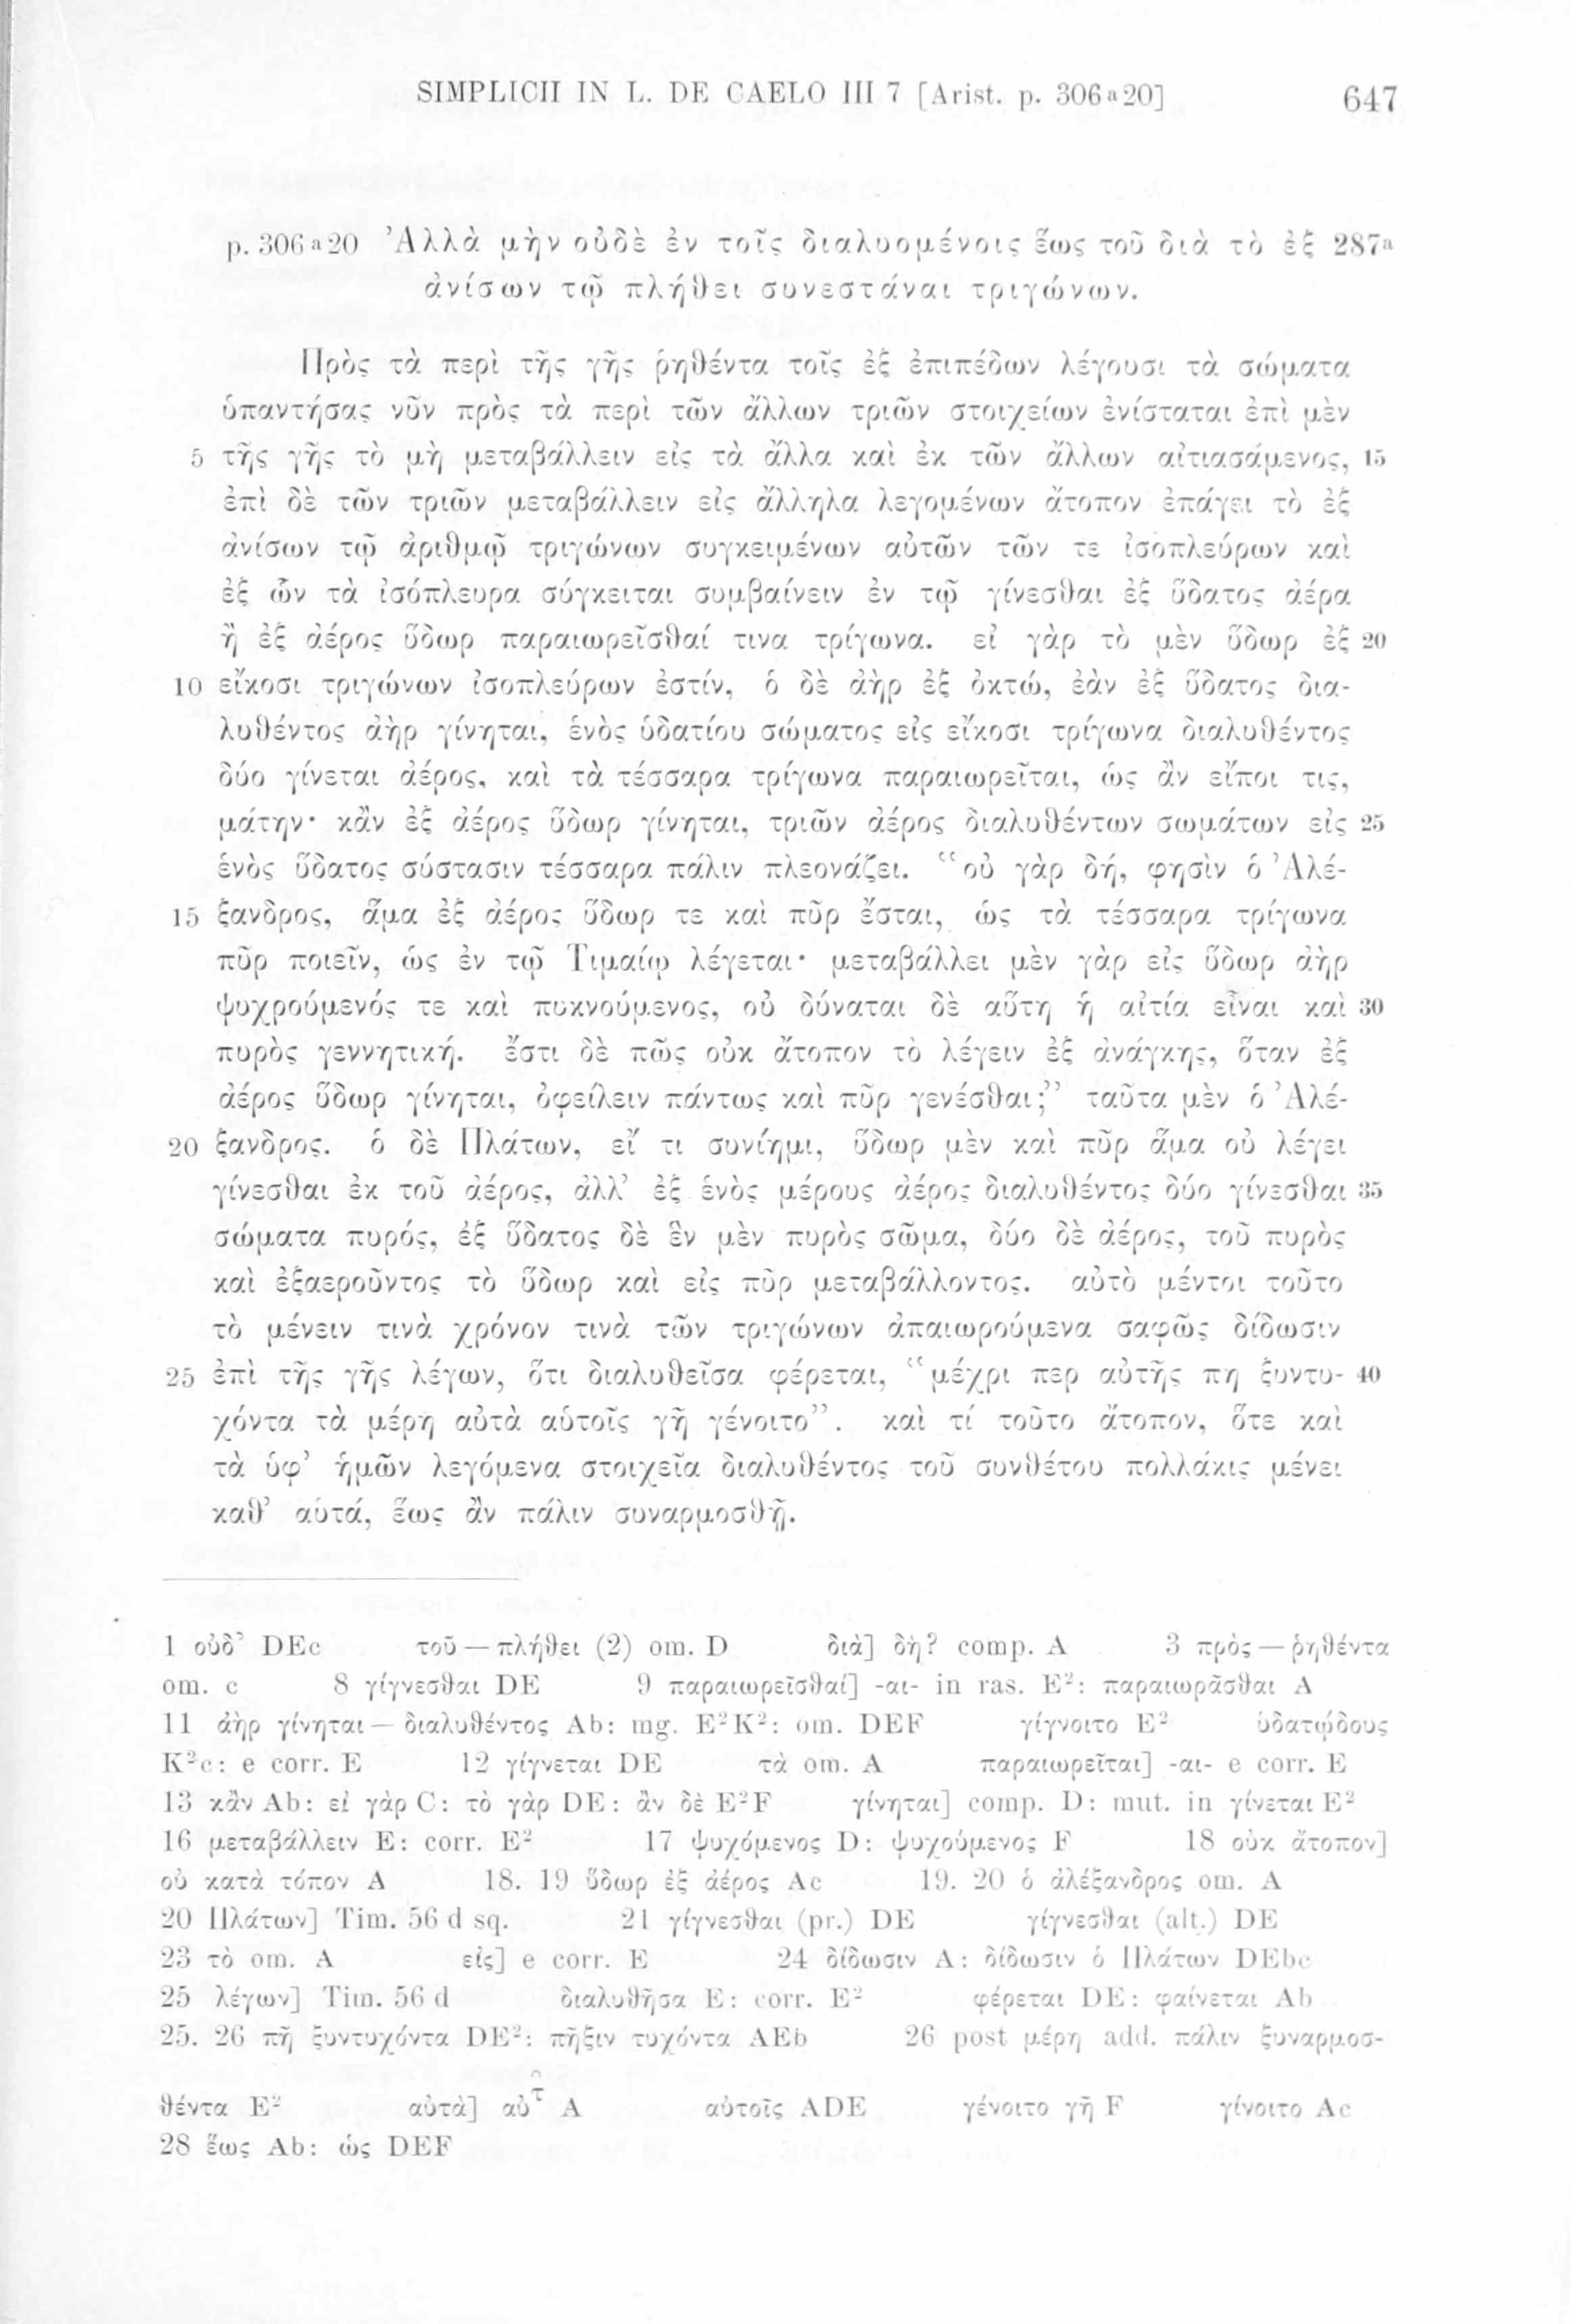 SIMPLICII IN L. DE CAELO III 7 [Arist. p. 306ᵃ20] 647
p. 306ᵃ20 Ἀλλὰ μὴν οὐδὲ ἐν τοῖς διαλυομένοις ἕως τοῦ διὰ τὸ ἐξ 287ᵃ
ἀνίσων τῷ πλήθει συνεστάναι τριγώνων.
Πρὸς τὰ περὶ τῆς γῆς ῥηθέντα τοῖς ἐξ ἐπιπέδων λέγουσι τὰ σώματα
ὑπαντήσας νῦν πρὸς τὰ περὶ τῶν ἄλλων τριῶν στοιχείων ἐνίσταται ἐπὶ μὲν
5 τῆς γῆς τὸ μὴ μεταβάλλειν εἰς τὰ ἄλλα καὶ ἐκ τῶν ἄλλων αἰτιασάμενος, 15
ἐπὶ δὲ τῶν τριῶν μεταβάλλειν εἰς ἄλληλα λεγομένων ἄτοπον ἐπάγει τὸ ἐξ
ἀνίσων τῷ ἀριθμῷ τριγώνων συγκειμένων αὐτῶν τῶν τε ἰσοπλεύρων καὶ
ἐξ ὧν τὰ ἰσόπλευρα σύγκειται συμβαίνειν ἐν τῷ γίνεσθαι ἐξ ὕδατος ἀέρα
ἢ ἐξ ἀέρος ὕδωρ παραιωρεῖσθαί τινα τρίγωνα. εἰ γὰρ τὸ μὲν ὕδωρ ἐξ 20
10 εἴκοσι τριγώνων ἰσοπλεύρων ἐστίν, ὁ δὲ ἀὴρ ἐξ ὀκτώ, ἐὰν ἐξ ὕδατος δια-
λυθέντος ἀὴρ γίνηται, ἑνὸς ὑδατίου σώματος εἰς εἴκοσι τρίγωνα διαλυθέντος
δύο γίνεται ἀέρος, καὶ τὰ τέσσαρα τρίγωνα παραιωρεῖται, ὡς ἂν εἴποι τις,
μάτην· κἂν ἐξ ἀέρος ὕδωρ γίνηται, τριῶν ἀέρος διαλυθέντων σωμάτων εἰς 25
ἑνὸς ὕδατος σύστασιν τέσσαρα πάλιν πλεονάζει. “οὐ γὰρ δή, φησὶν ὁ Ἀλέ-
15 ξανδρος, ἅμα ἐξ ἀέρος ὕδωρ τε καὶ πῦρ ἔσται, ὡς τὰ τέσσαρα τρίγωνα
πῦρ ποιεῖν, ὡς ἐν τῷ Τιμαίῳ λέγεται· μεταβάλλει μὲν γὰρ εἰς ὕδωρ ἀὴρ
ψυχρούμενός τε καὶ πυκνούμενος, οὐ δύναται δὲ αὕτη ἡ αἰτία εἶναι καὶ 30
πυρὸς γεννητική. ἔστι δὲ πῶς οὐκ ἄτοπον τὸ λέγειν ἐξ ἀνάγκης, ὅταν ἐξ
ἀέρος ὕδωρ γίνηται, ὀφείλειν πάντως καὶ πῦρ γενέσθαι;” ταῦτα μὲν ὁ Ἀλέ-
20 ξανδρος. ὁ δὲ Πλάτων, εἴ τι συνίημι, ὕδωρ μὲν καὶ πῦρ ἅμα οὐ λέγει
γίνεσθαι ἐκ τοῦ ἀέρος, ἀλλ’ ἐξ ἑνὸς μέρους ἀέρος διαλυθέντος δύο γίνεσθαι 35
σώματα πυρός, ἐξ ὕδατος δὲ ἓν μὲν πυρὸς σῶμα, δύο δὲ ἀέρος, τοῦ πυρὸς
καὶ ἐξαεροῦντος τὸ ὕδωρ καὶ εἰς πῦρ μεταβάλλοντος. αὐτὸ μέντοι τοῦτο
τὸ μένειν τινὰ χρόνον τινὰ τῶν τριγώνων ἀπαιωρούμενα σαφῶς δίδωσιν
25 ἐπὶ τῆς γῆς λέγων, ὅτι διαλυθεῖσα φέρεται, “μέχρι περ αὐτῆς πη ξυντυ- 40
χόντα τὰ μέρη αὐτὰ αὑτοῖς γῆ γένοιτο”. καὶ τί τοῦτο ἄτοπον, ὅτε καὶ
τὰ ὑφ’ ἡμῶν λεγόμενα στοιχεῖα διαλυθέντος τοῦ συνθέτου πολλάκις μένει
καθ’ αὑτά, ἕως ἂν πάλιν συναρμοσθῇ.
1 οὐδ’ DEc τοῦ — πλήθει (2) om. D διὰ] δὴ? comp. A 3 πρὸς — ῥηθέντα
om. c 8 γίγνεσθαι DE 9 παραιωρεῖσθαί] -αι- in ras. E²: παραιωρᾶσθαι A
11 ἀὴρ γίνηται — διαλυθέντος Ab: mg. E²K²: om. DEF γίγνοιτο E² ὑδατώδους
K²c: e corr. E 12 γίγνεται DE τὰ om. A παραιωρεῖται] -αι- e corr. E
13 κἂν Ab: εἰ γὰρ C: τὸ γὰρ DE: ἂν δὲ E²F γίνηται] comp. D: mut. in γίνεται E²
16 μεταβάλλειν E: corr. E² 17 ψυχόμενος D: ψυχούμενος F 18 οὐκ ἄτοπον]
οὐ κατὰ τόπον A 18. 19 ὕδωρ ἐξ ἀέρος Ac 19. 20 ὁ ἀλέξανδρος om. A
20 Πλάτων] Tim. 56 d sq. 21 γίγνεσθαι (pr.) DE γίγνεσθαι (alt.) DE
23 τὸ om. A εἰς] e corr. E 24 δίδωσιν A: δίδωσιν ὁ Πλάτων DEbc
25 λέγων] Tim. 56 d διαλυθῆσα E: corr. E² φέρεται DE: φαίνεται Ab
25. 26 πῆ ξυντυχόντα DE²: πῆξιν τυχόντα AEb 26 post μέρη add. πάλιν ξυναρμοσ-
θέντα E² αὐτὰ] αὐτ A αὐτοῖς ADE γένοιτο γῆ F γίνοιτο Ac
28 ἕως Ab: ὡς DEF